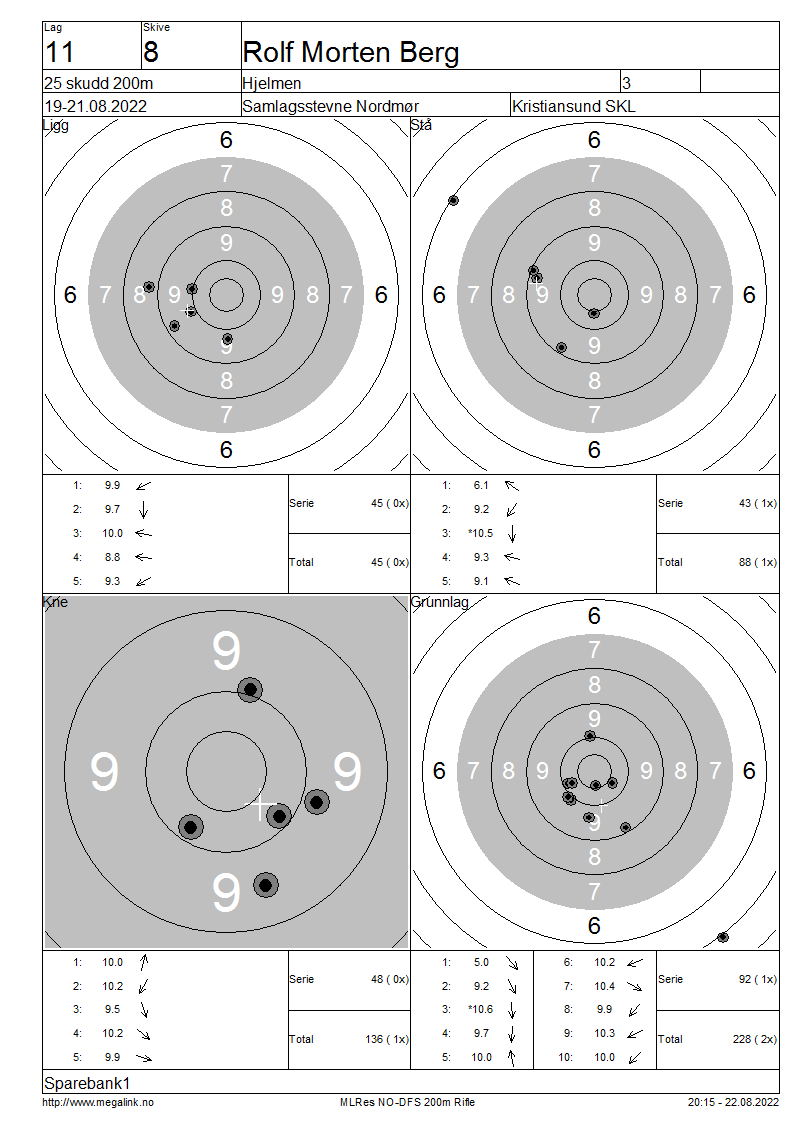 Lag
Skive
11
8
Rolf Morten Berg
25 skudd 200m
Hjelmen
3
19-21.08.2022
Samlagsstevne Nordmør
Kristiansund SKL
Ligg
6
7
8
9
6 7 8 9 9 8 7 6
9
8
7
6
Stå
6
7
8
9
6 7 8 9 9 8 7 6
9
8
7
6
1: 9.9
2: 9.7
3: 10.0
4: 8.8
5: 9.3
Serie 45 ( 0x)
Total 45 ( 0x)
1: 6.1
2: 9.2
3: *10.5
4: 9.3
5: 9.1
Serie 43 ( 1x)
Total 88 ( 1x)
Kne
9
9 9
9
Grunnlag
6
7
8
9
6 7 8 9 9 8 7 6
9
8
7
6
1: 10.0
2: 10.2
3: 9.5
4: 10.2
5: 9.9
Serie 48 ( 0x)
Total 136 ( 1x)
1: 5.0
2: 9.2
3: *10.6
4: 9.7
5: 10.0
6: 10.2
7: 10.4
8: 9.9
9: 10.3
10: 10.0
Serie 92 ( 1x)
Total 228 ( 2x)
Sparebank1
http://www.megalink.no
MLRes NO-DFS 200m Rifle
20:15 - 22.08.2022